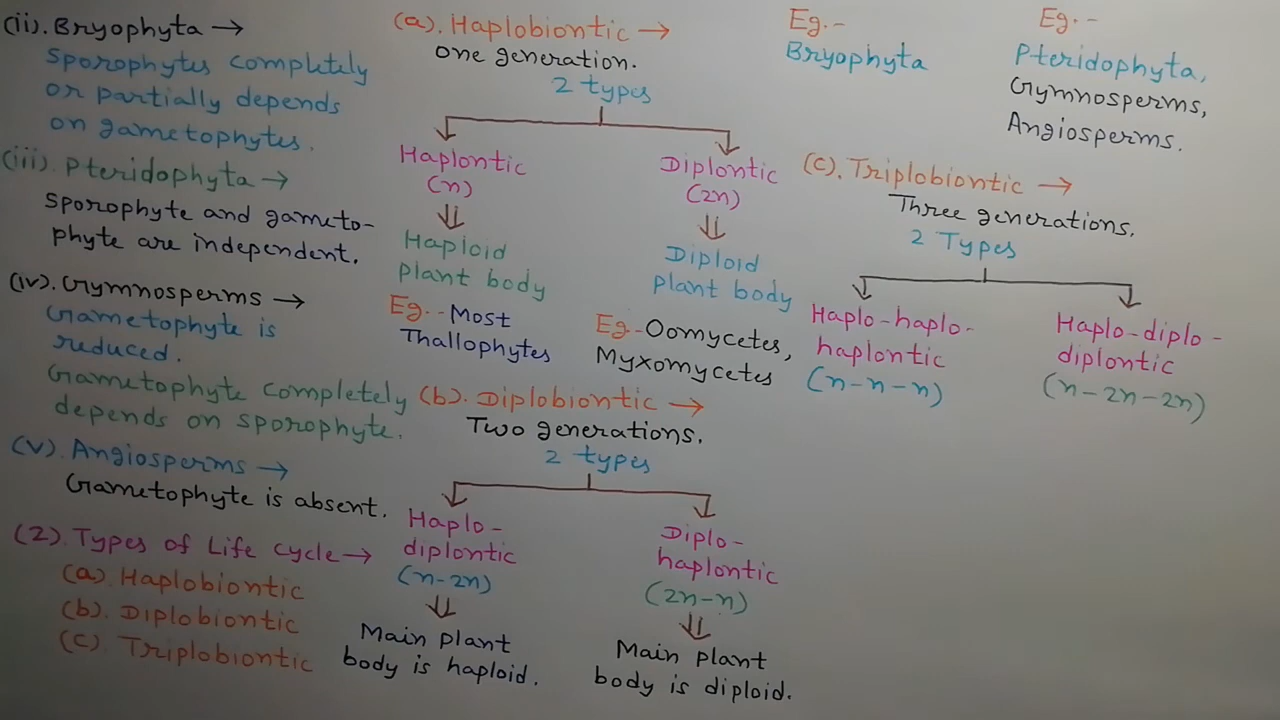 (ii). Bryophyta →
Sporophytes completely
or partially depends
on gametophytes.
(iii). Pteridophyta →
Sporophyte and gameto-
phyte are independent.
(iv). Gymnosperms →
Gametophyte is
reduced.
Gametophyte completely
depends on sporophyte.
(v). Angiosperms →
Gametophyte is absent.
(2). Types of Life cycle →
(a). Haplobiontic
(b). Diplobiontic
(c). Triplobiontic
(a). Haplobiontic →
One generation.
2 types
Haplontic
(n)
⇓
Haploid
plant body
Eg.- Most
Thallophytes
Diplontic
(2n)
⇓
Diploid
plant body
Eg-Oomycetes,
Myxomycetes
(b). Diplobiontic →
Two generations.
2 types
Haplo-
diplontic
(n-2n)
⇓
Main plant
body is haploid.
Diplo-
haplontic
(2n-n)
⇓
Main plant
body is diploid.
Eg.-
Bryophyta
Eg.-
Pteridophyta,
Gymnosperms,
Angiosperms.
(c). Triplobiontic →
Three generations.
2 Types
Haplo-haplo-
haplontic
(n-n-n)
Haplo-diplo-
diplontic
(n-2n-2n)